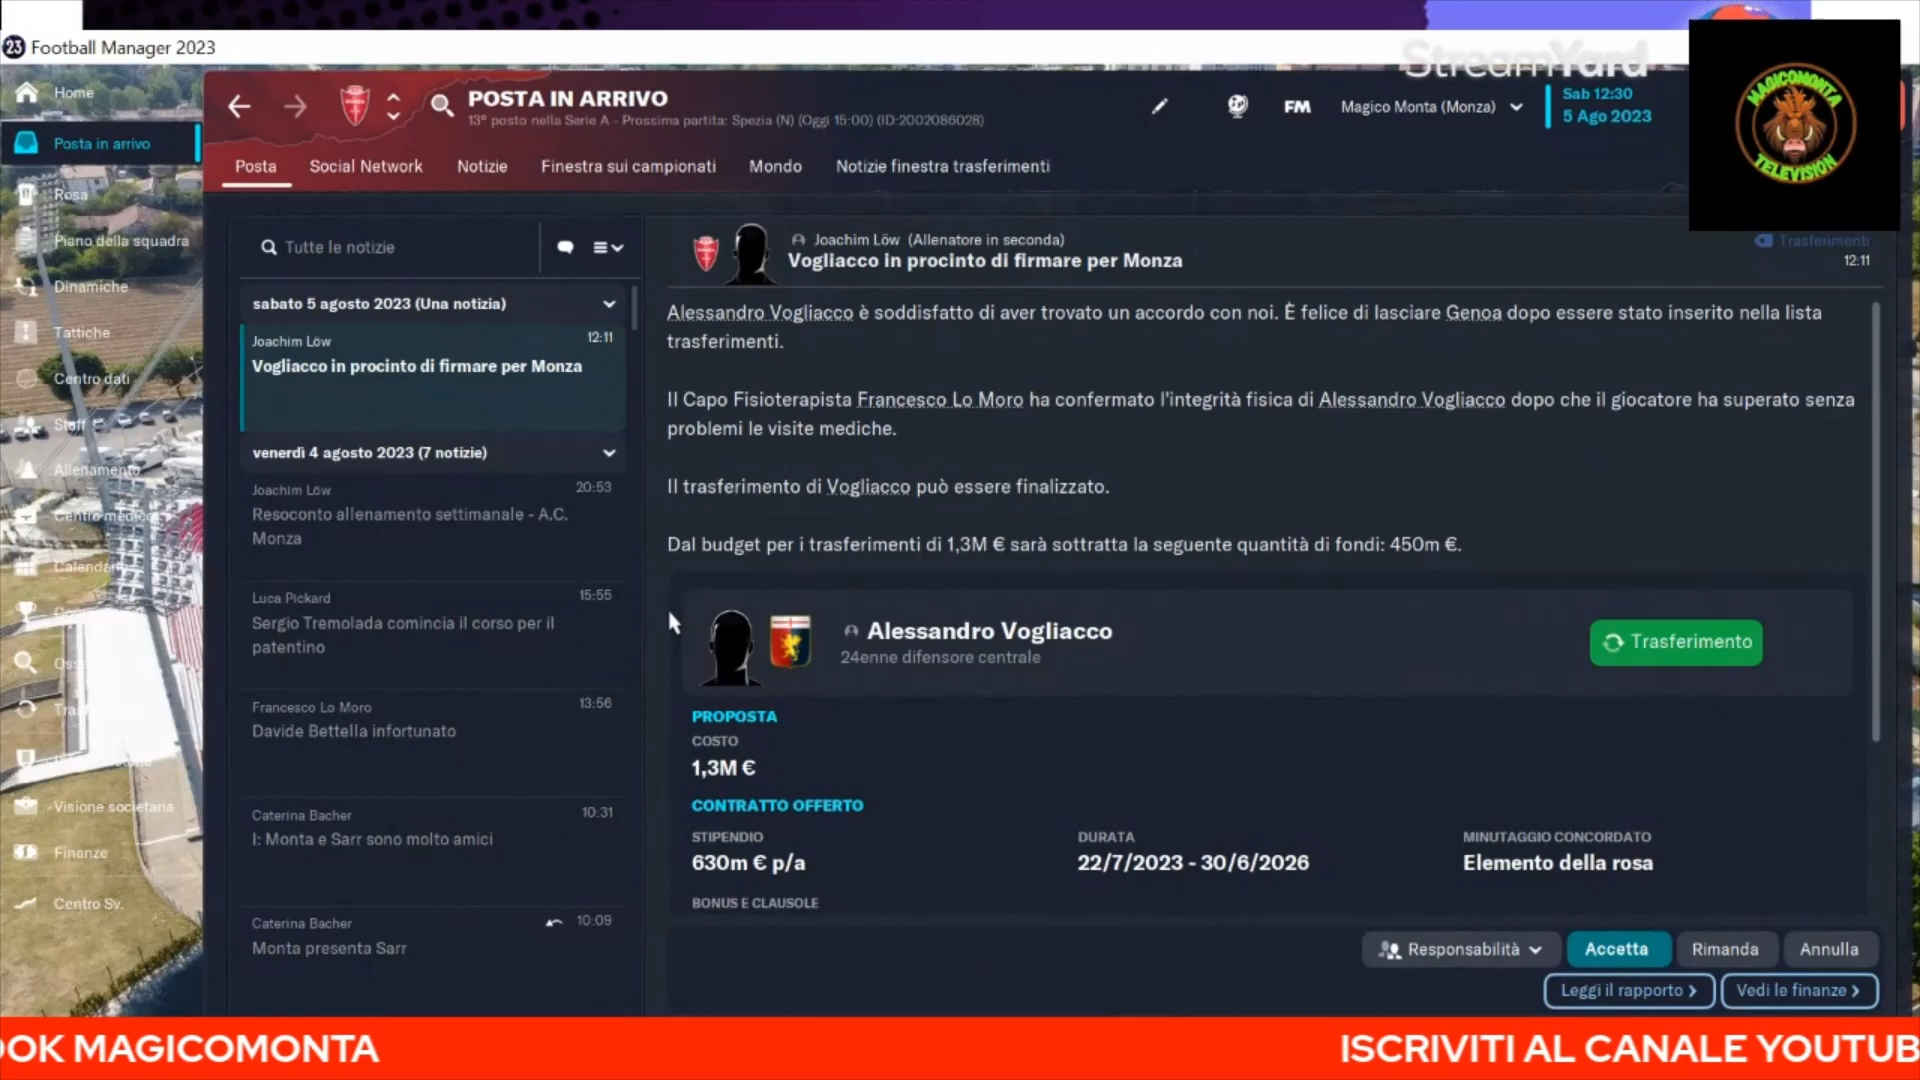 Football Manager 2023
StreamYard
MAGICOMONTA
TELEVISION
Home
Posta in arrivo
Rosa
Piano della squadra
Dinamiche
Tattiche
Centro dati
Staff
Allenamento
Centro medico
Calendar
Visione societaria
Finanze
Centro Sv.
POSTA IN ARRIVO
13° posto nella Serie A - Prossima partita: Spezia (N) (Oggi 15:00) (ID:2002086028)
FM
Magico Monta (Monza)
Sab 12:30
5 Ago 2023
Posta
Social Network
Notizie
Finestra sui campionati
Mondo
Notizie finestra trasferimenti
Tutte le notizie
sabato 5 agosto 2023 (Una notizia)
Joachim Löw
12:11
Vogliacco in procinto di firmare per Monza
venerdì 4 agosto 2023 (7 notizie)
Joachim Löw
20:53
Resoconto allenamento settimanale - A.C.
Monza
Luca Pickard
15:55
Sergio Tremolada comincia il corso per il
patentino
Francesco Lo Moro
13:56
Davide Bettella infortunato
Caterina Bacher
10:31
I: Monta e Sarr sono molto amici
Caterina Bacher
10:09
Monta presenta Sarr
Joachim Löw (Allenatore in seconda)
Vogliacco in procinto di firmare per Monza
Trasferimenti
12:11
Alessandro Vogliacco è soddisfatto di aver trovato un accordo con noi. È felice di lasciare Genoa dopo essere stato inserito nella lista
trasferimenti.
Il Capo Fisioterapista Francesco Lo Moro ha confermato l'integrità fisica di Alessandro Vogliacco dopo che il giocatore ha superato senza
problemi le visite mediche.
Il trasferimento di Vogliacco può essere finalizzato.
Dal budget per i trasferimenti di 1,3M € sarà sottratta la seguente quantità di fondi: 450m €.
Alessandro Vogliacco
24enne difensore centrale
Trasferimento
PROPOSTA
COSTO
1,3M €
CONTRATTO OFFERTO
STIPENDIO
630m € p/a
DURATA
22/7/2023 - 30/6/2026
MINUTAGGIO CONCORDATO
Elemento della rosa
BONUS E CLAUSOLE
Responsabilità
Accetta
Rimanda
Annulla
Leggi il rapporto
Vedi le finanze
OOK MAGICOMONTA
ISCRIVITI AL CANALE YOUTUB